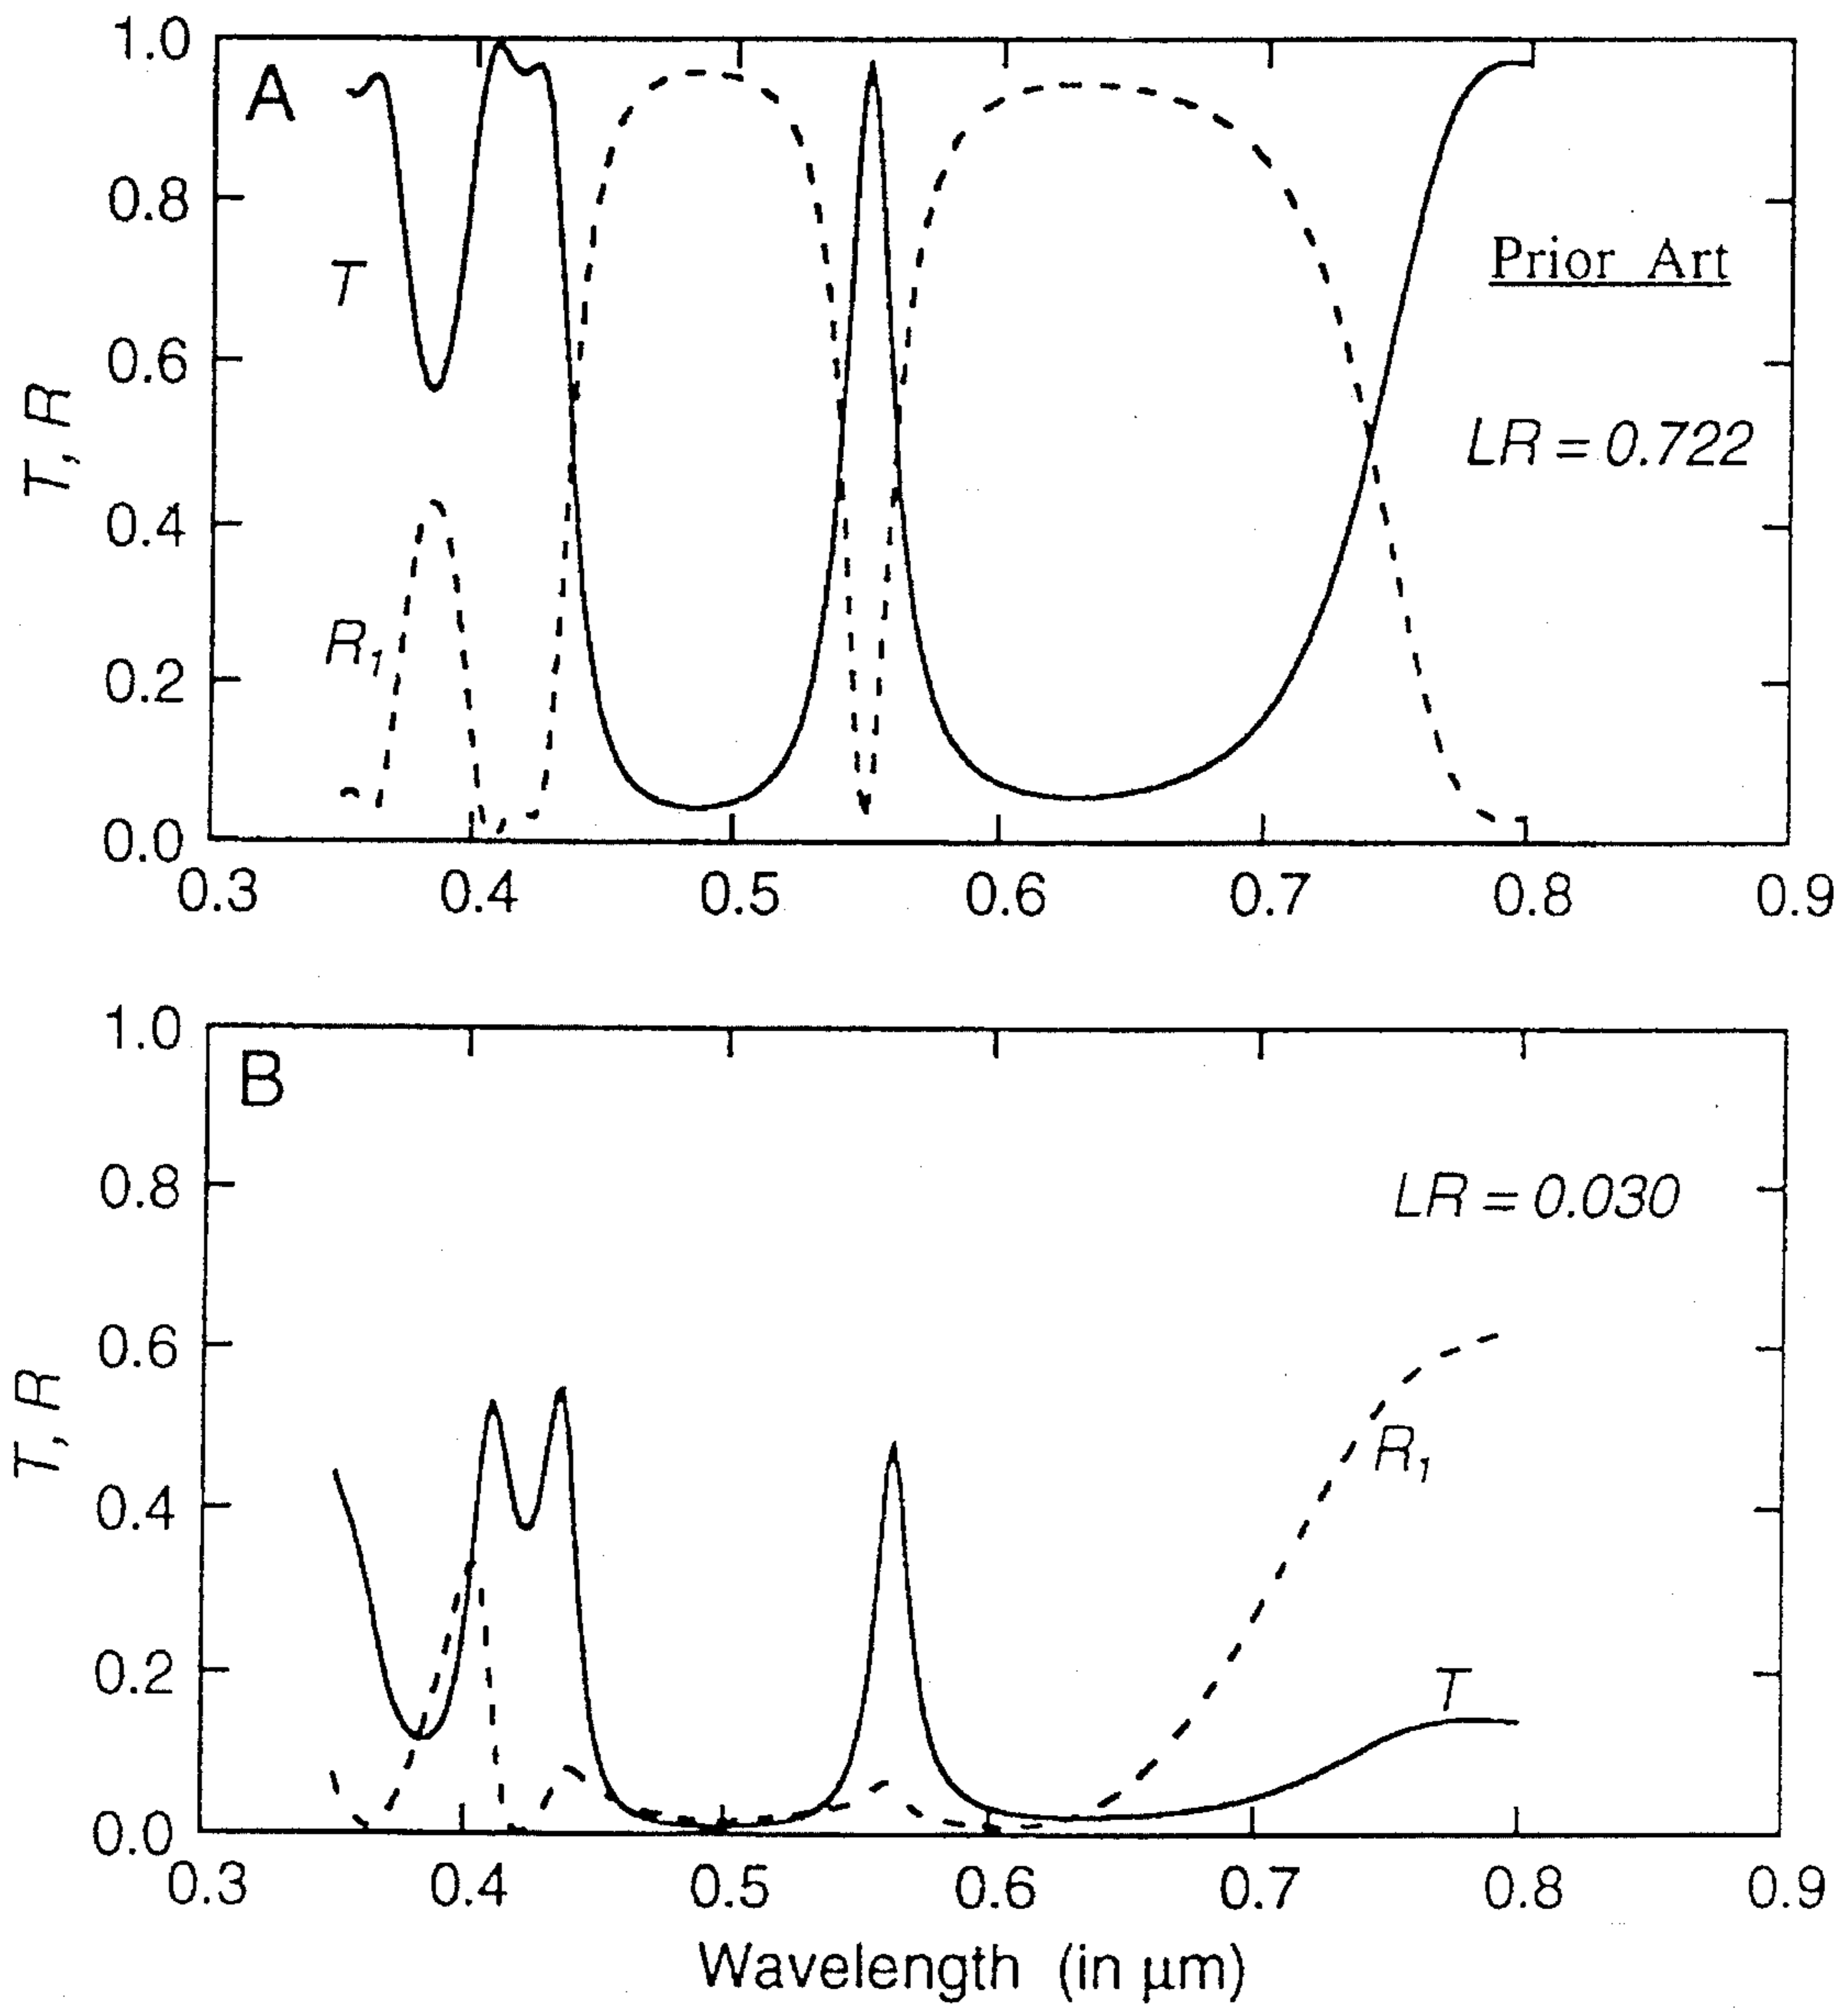 1.0
A
0.8
T
Prior Art
0.6
T, R
LR = 0.722
0.4
R1
0.2
0.0
0.3 0.4 0.5 0.6 0.7 0.8 0.9
1.0
B
0.8
LR = 0.030
0.6
T, R
R1
0.4
0.2
T
0.0
0.3 0.4 0.5 0.6 0.7 0.8 0.9
Wavelength (in μm)